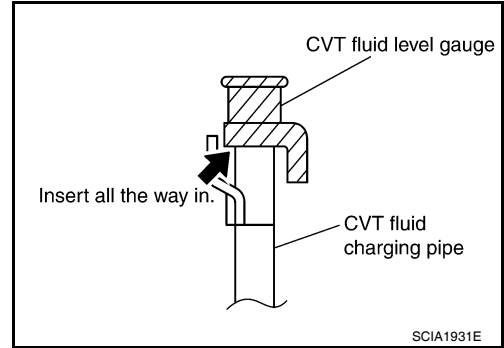 CVT fluid level gauge
Insert all the way in.
CVT fluid
charging pipe
SCIA1931E